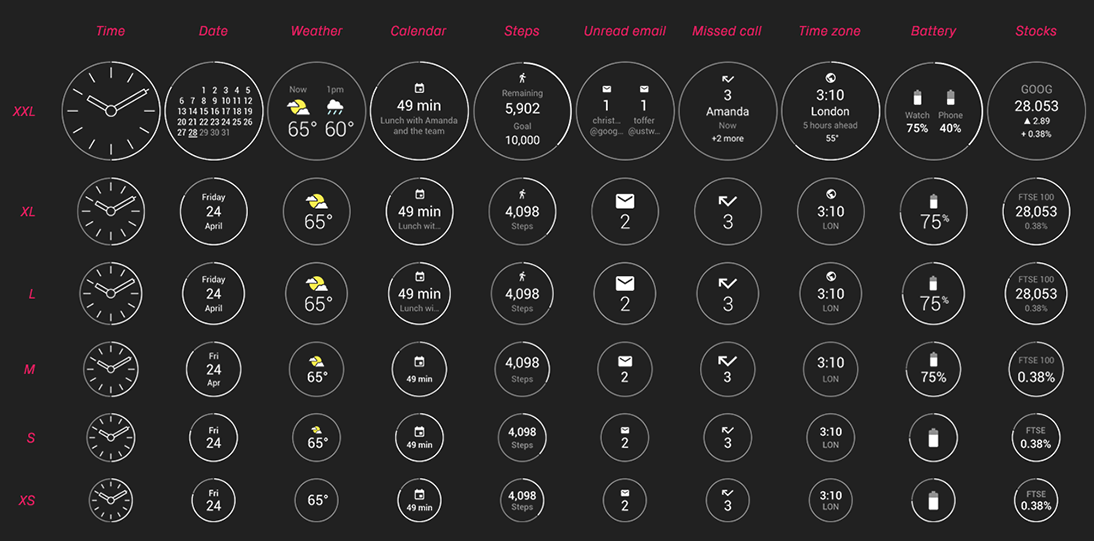 Time Date Weather Calendar Steps Unread email Missed call Time zone Battery Stocks
XXL
1 2 3 4 5
6 7 8 9 10 11 12
13 14 15 16 17 18 19
20 21 22 23 24 25 26
27 28 29 30 31
Now 1pm
65° 60°
49 min
Lunch with Amanda
and the team
Remaining
5,902
Goal
10,000
1 1
christ... toffer
@goog... @ustw...
3
Amanda
Now
+2 more
3:10
London
5 hours ahead
55°
Watch Phone
75% 40%
GOOG
28.053
▲ 2.89
+ 0.38%
XL
Friday
24
April
65°
49 min
Lunch wit...
4,098
Steps
2
3
3:10
LON
75%
FTSE 100
28,053
0.38%
L
Friday
24
April
65°
49 min
Lunch wi...
4,098
Steps
2
3
3:10
LON
75%
FTSE 100
28,053
0.38%
M
Fri
24
Apr
65°
49 min
4,098
Steps
2
3
3:10
LON
75%
FTSE 100
0.38%
S
Fri
24
65°
49 min
4,098
Steps
2
3
3:10
LON
FTSE
0.38%
XS
Fri
24
65°
49 min
4,098
Steps
2
3
3:10
LON
FTSE
0.38%